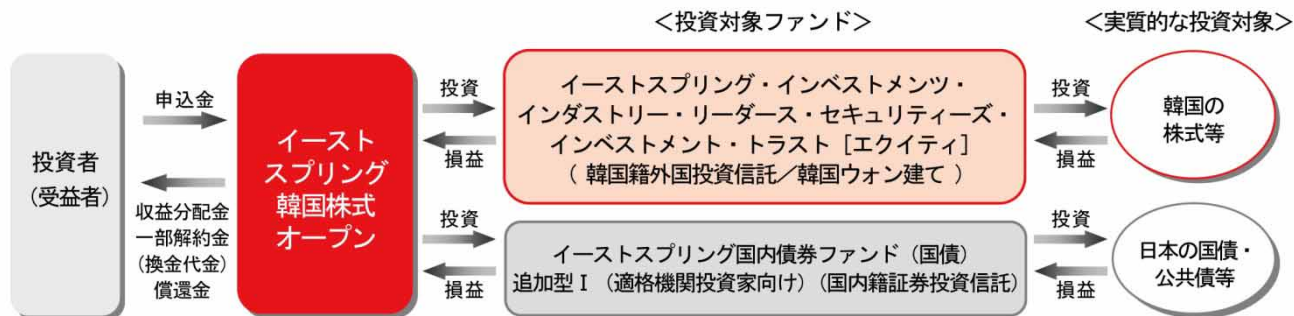 ＜投資対象ファンド＞
＜実質的な投資対象＞
投資者
（受益者）
申込金
収益分配金
一部解約金
（換金代金）
償還金
イースト
スプリング
韓国株式
オープン
投資
損益
イーストスプリング・インベストメンツ・
インダストリー・リーダース・セキュリティーズ・
インベストメント・トラスト［エクイティ］
（ 韓国籍外国投資信託／韓国ウォン建て ）
投資
損益
韓国の
株式等
投資
損益
イーストスプリング国内債券ファンド（国債）
追加型Ⅰ（適格機関投資家向け）（国内籍証券投資信託）
投資
損益
日本の国債・
公共債等